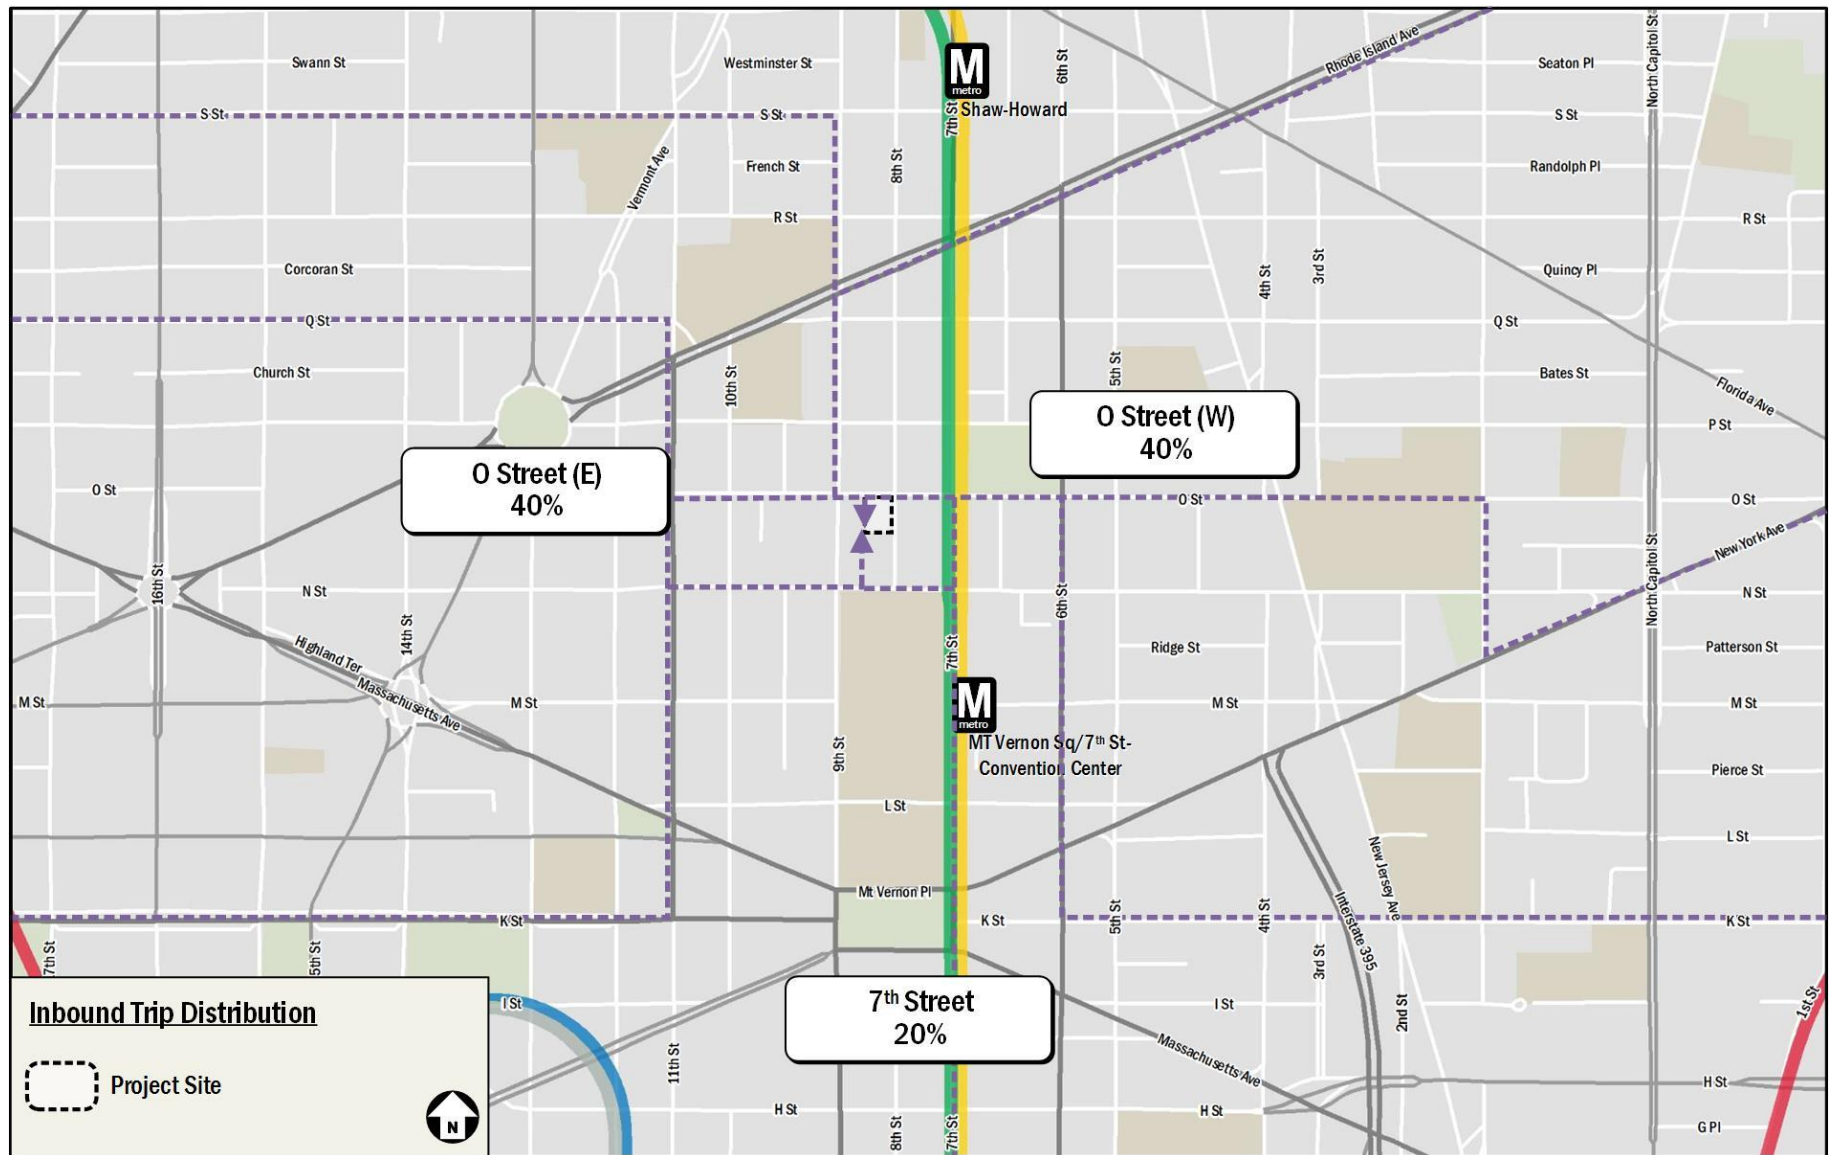 Swann St
Westminster St
M
metro
Shaw-Howard
6th St
Rhode Island Ave
Seaton Pl
North Capitol St
S St
S St
7th St
S St
Vermont Ave
French St
8th St
Randolph Pl
R St
R St
Corcoran St
4th St
3rd St
Quincy Pl
Q St
Q St
Church St
10th St
5th St
Bates St
Florida Ave
O Street (W)
40%
P St
O Street (E)
40%
O St
O St
O St
New York Ave
16th St
N St
6th St
North Capitol St
N St
14th St
Highland Ter
7th St
Ridge St
Patterson St
M St
Massachusetts Ave
M St
M
metro
M St
M St
MT Vernon Sq/7th St-
Convention Center
9th St
Pierce St
L St
L St
New Jersey Ave
Mt Vernon Pl
K St
K St
5th St
4th St
Interstate 395
K St
7th St
5th St
3rd St
7th Street
20%
I St
I St
2nd St
1st St
Inbound Trip Distribution
Project Site
N
11th St
Massachusetts Ave
H St
H St
H St
8th St
7th St
G Pl